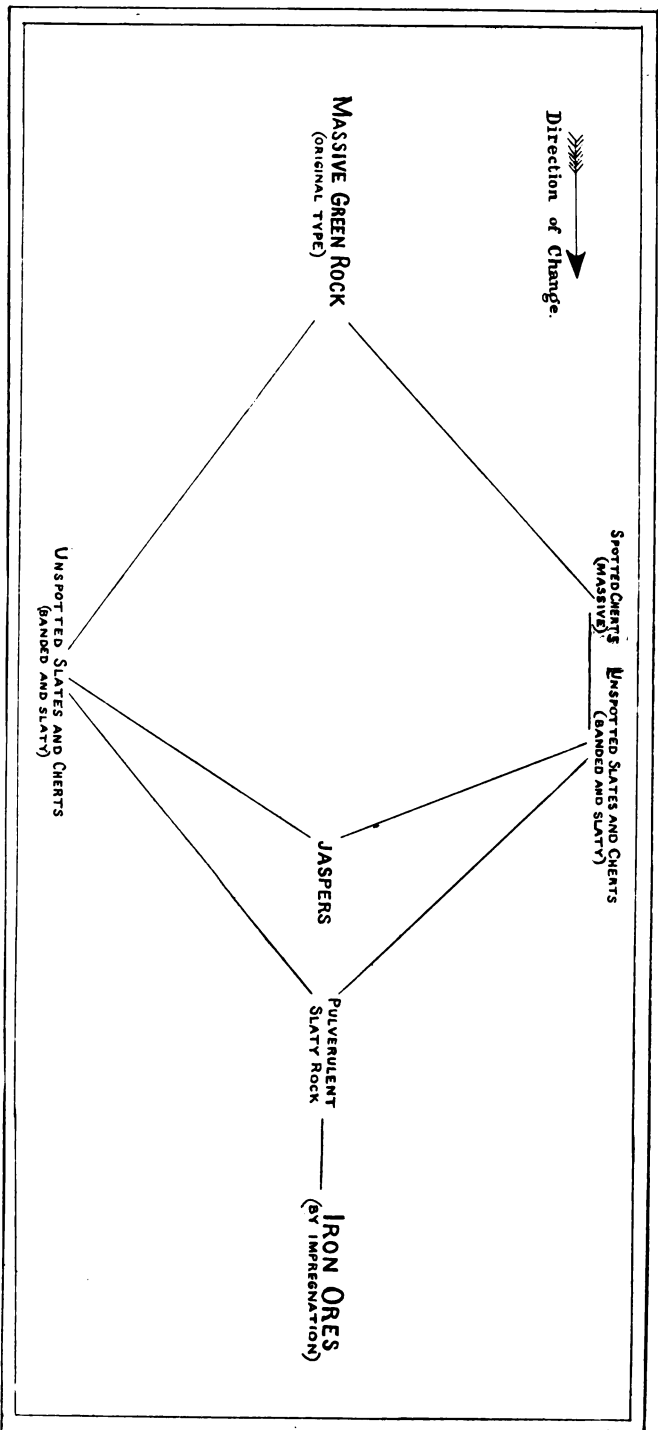 Direction of Change.
SPOTTED CHERTS
(MASSIVE)
UNSPOTTED SLATES AND CHERTS
(BANDED AND SLATY)
MASSIVE GREEN ROCK
(ORIGINAL TYPE)
JASPERS
PULVERULENT
SLATY ROCK
IRON ORES
(BY IMPREGNATION)
UNSPOTTED SLATES AND CHERTS
(BANDED AND SLATY)